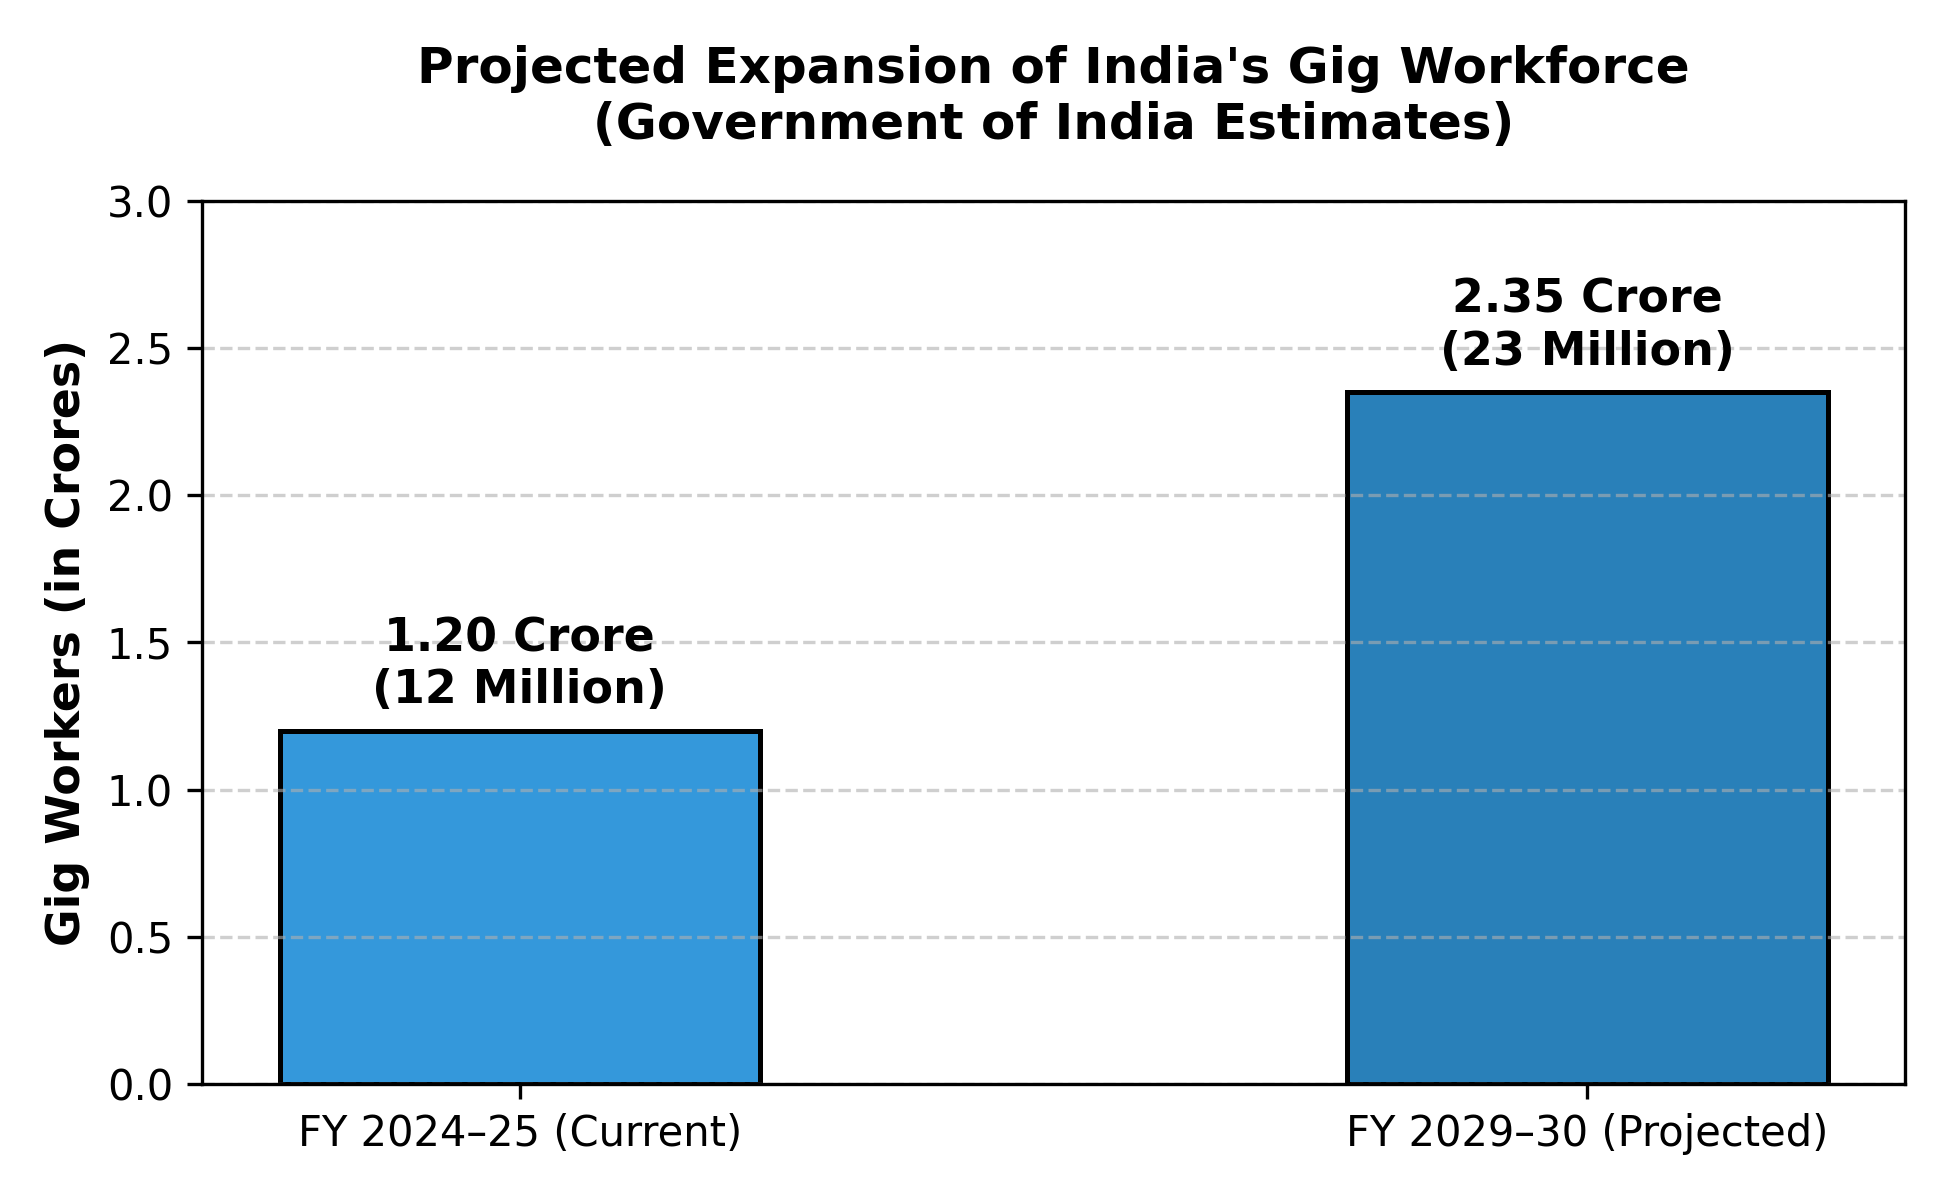 Projected Expansion of India's Gig Workforce
(Government of India Estimates)
Gig Workers (in Crores)
3.0
2.5
2.0
1.5
1.0
0.5
0.0
1.20 Crore
(12 Million)
2.35 Crore
(23 Million)
FY 2024–25 (Current)
FY 2029–30 (Projected)